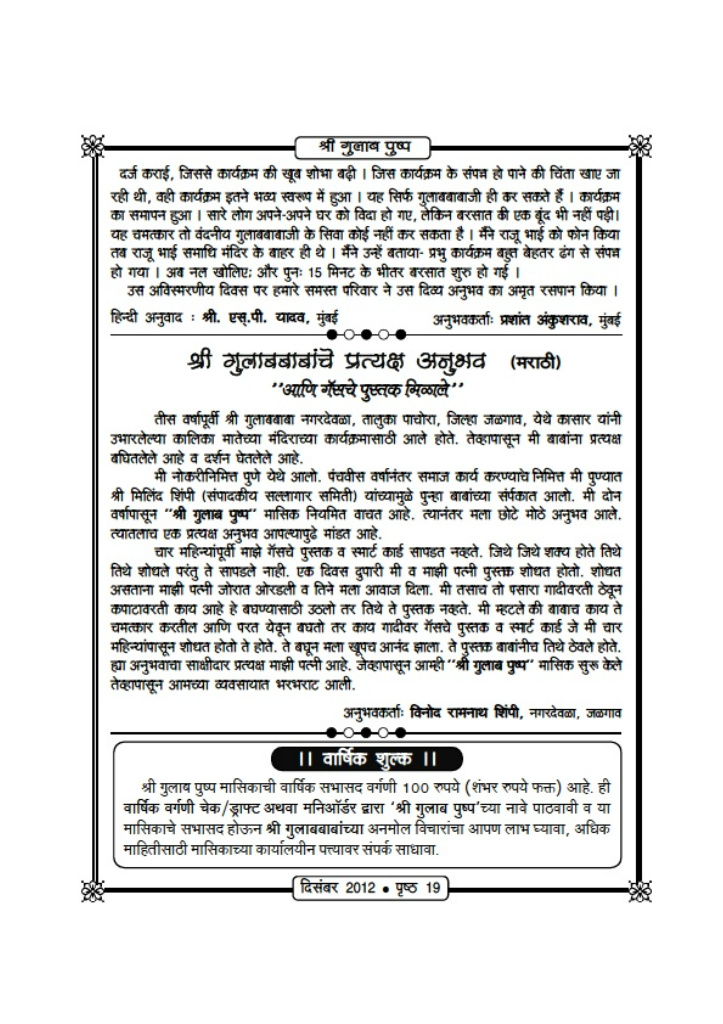 श्री गुलाब पुष्प
दर्ज कराई, जिससे कार्यक्रम की खूब शोभा बढ़ी । जिस कार्यक्रम के संपन्न हो पाने की चिंता खाए जा
रही थी, वही कार्यक्रम इतने भव्य स्वरूप में हुआ । यह सिर्फ गुलाबबाबाजी ही कर सकते हैं । कार्यक्रम
का समापन हुआ । सारे लोग अपने-अपने घर को विदा हो गए, लेकिन बरसात की एक बूंद भी नहीं पड़ी।
यह चमत्कार तो वंदनीय गुलाबबाबाजी के सिवा कोई नहीं कर सकता है । मैंने राजू भाई को फोन किया
तब राजू भाई समाधि मंदिर के बाहर ही थे । मैंने उन्हें बताया- प्रभु कार्यक्रम बहुत बेहतर ढंग से संपन्न
हो गया । अब नल खोलिए; और पुनः 15 मिनट के भीतर बरसात शुरु हो गई ।
उस अविस्मरणीय दिवस पर हमारे समस्त परिवार ने उस दिव्य अनुभव का अमृत रसपान किया ।
हिन्दी अनुवाद : श्री. एस्.पी. यादव, मुंबई अनुभवकर्ताः प्रशांत अंकुशराव, मुंबई
श्री गुलाबबाबांचे प्रत्यक्ष अनुभव (मराठी)
''आणि गॅसचे पुस्तक मिळाले''
तीस वर्षापूर्वी श्री गुलाबबाबा नगरदेवळा, तालुका पाचोरा, जिल्हा जळगाव, येथे कासार यांनी
उभारलेल्या कालिका मातेच्या मंदिराच्या कार्यक्रमासाठी आले होते. तेव्हापासून मी बाबांना प्रत्यक्ष
बघितलेले आहे व दर्शन घेतलेले आहे.
मी नोकरीनिमित्त पुणे येथे आलो. पंचवीस वर्षानंतर समाज कार्य करण्याचे निमित्त मी पुण्यात
श्री मिलिंद शिंपी (संपादकीय सल्लागार समिती) यांच्यामुळे पुन्हा बाबांच्या संर्पकात आलो. मी दोन
वर्षापासून ''श्री गुलाब पुष्प'' मासिक नियमित वाचत आहे. त्यानंतर मला छोटे मोठे अनुभव आले.
त्यातलाच एक प्रत्यक्ष अनुभव आपल्यापुढे मांडत आहे.
चार महिन्यांपूर्वी माझे गॅसचे पुस्तक व स्मार्ट कार्ड सापडत नव्हते. जिथे जिथे शक्य होते तिथे
तिथे शोधले परंतु ते सापडले नाही. एक दिवस दुपारी मी व माझी पत्नी पुस्तक शोधत होतो. शोधत
असताना माझी पत्नी जोरात ओरडली व तिने मला आवाज दिला. मी तसाच तो पसारा गादीवरती ठेवून
कपाटावरती काय आहे हे बघण्यासाठी उठलो तर तिथे ते पुस्तक नव्हते. मी म्हटले की बाबाच काय ते
चमत्कार करतील आणि परत येवून बघतो तर काय गादीवर गॅसचे पुस्तक व स्मार्ट कार्ड जे मी चार
महिन्यांपासून शोधत होतो ते होते. ते बघून मला खूपच आनंद झाला. ते पुस्तक बाबांनीच तिथे ठेवले होते.
ह्या अनुभवाचा साक्षीदार प्रत्यक्ष माझी पत्नी आहे. जेव्हापासून आम्ही ''श्री गुलाब पुष्प'' मासिक सुरू केले
तेव्हापासून आमच्या व्यवसायात भरभराट आली.
अनुभवकर्ताः विनोद रामनाथ शिंपी, नगरदेवळा, जळगाव
।। वार्षिक शुल्क ।।
श्री गुलाब पुष्प मासिकाची वार्षिक सभासद वर्गणी 100 रुपये (शंभर रुपये फक्त) आहे. ही
वार्षिक वर्गणी चेक/ड्राफ्ट अथवा मनिऑर्डर द्वारा 'श्री गुलाब पुष्प'च्या नावे पाठवावी व या
मासिकाचे सभासद होऊन श्री गुलाबबाबांच्या अनमोल विचारांचा आपण लाभ घ्यावा, अधिक
माहितीसाठी मासिकाच्या कार्यालयीन पत्त्यावर संपर्क साधावा.
दिसंबर 2012 • पृष्ठ 19